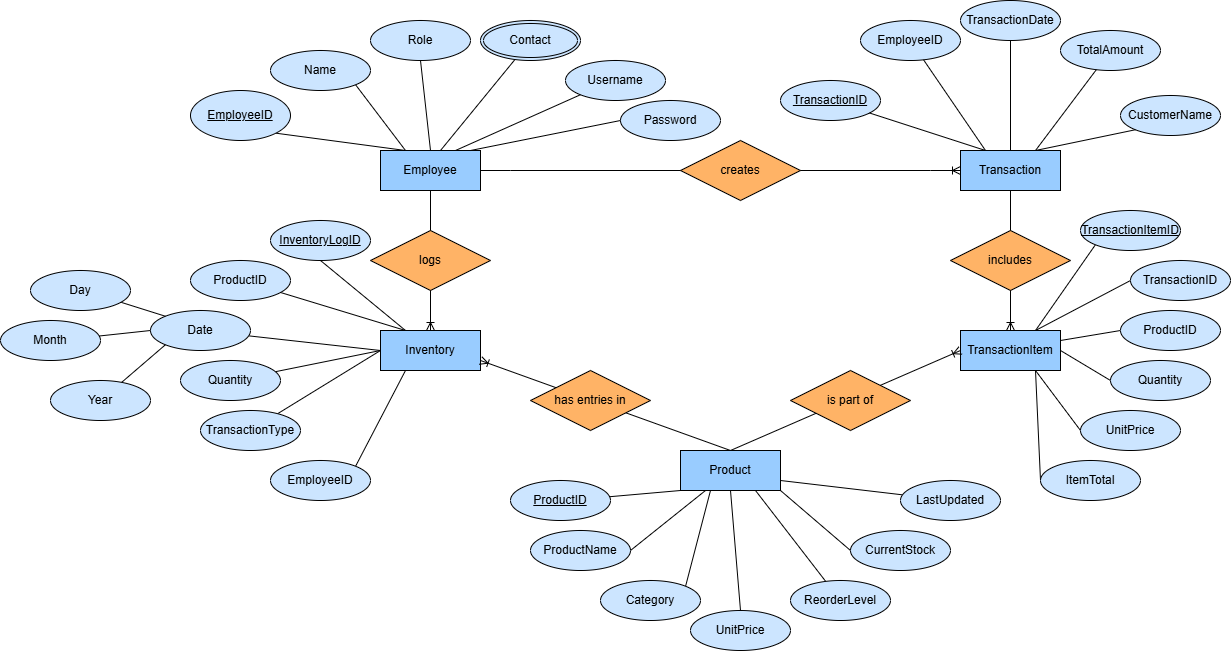 TransactionDate
Role
Contact
EmployeeID
TotalAmount
Name
Username
TransactionID
EmployeeID
Password
CustomerName
Employee
creates
Transaction
InventoryLogID
TransactionItemID
logs
includes
ProductID
TransactionID
Day
Date
ProductID
Month
Inventory
TransactionItem
Quantity
Quantity
Year
has entries in
is part of
TransactionType
UnitPrice
Product
EmployeeID
ItemTotal
ProductID
LastUpdated
ProductName
CurrentStock
Category
ReorderLevel
UnitPrice